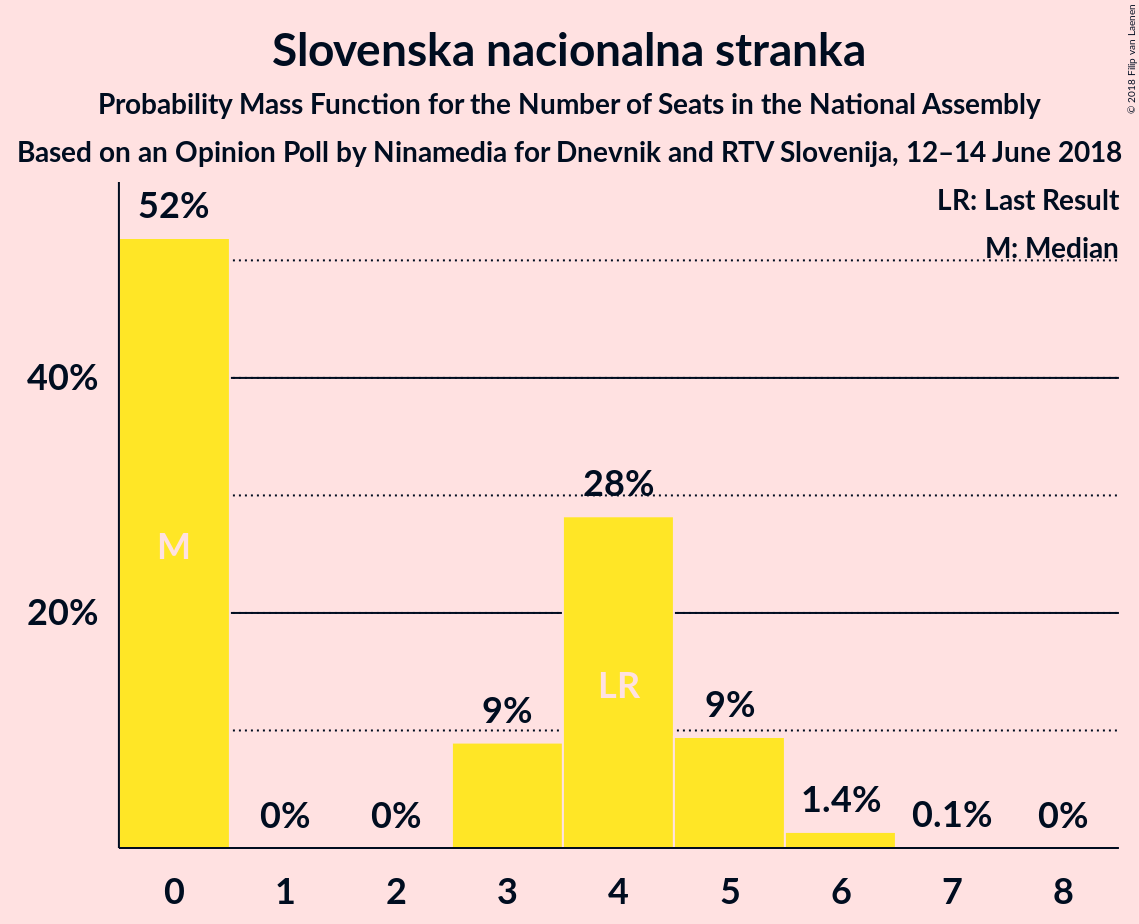 Slovenska nacionalna stranka
Probability Mass Function for the Number of Seats in the National Assembly
Based on an Opinion Poll by Ninamedia for Dnevnik and RTV Slovenija, 12–14 June 2018
© 2018 Filip van Laenen
LR: Last Result
M: Median
52%
40%
28%
M
20%
LR
9%
9%
1.4%
0%
0%
0.1%
0%
0 1 2 3 4 5 6 7 8